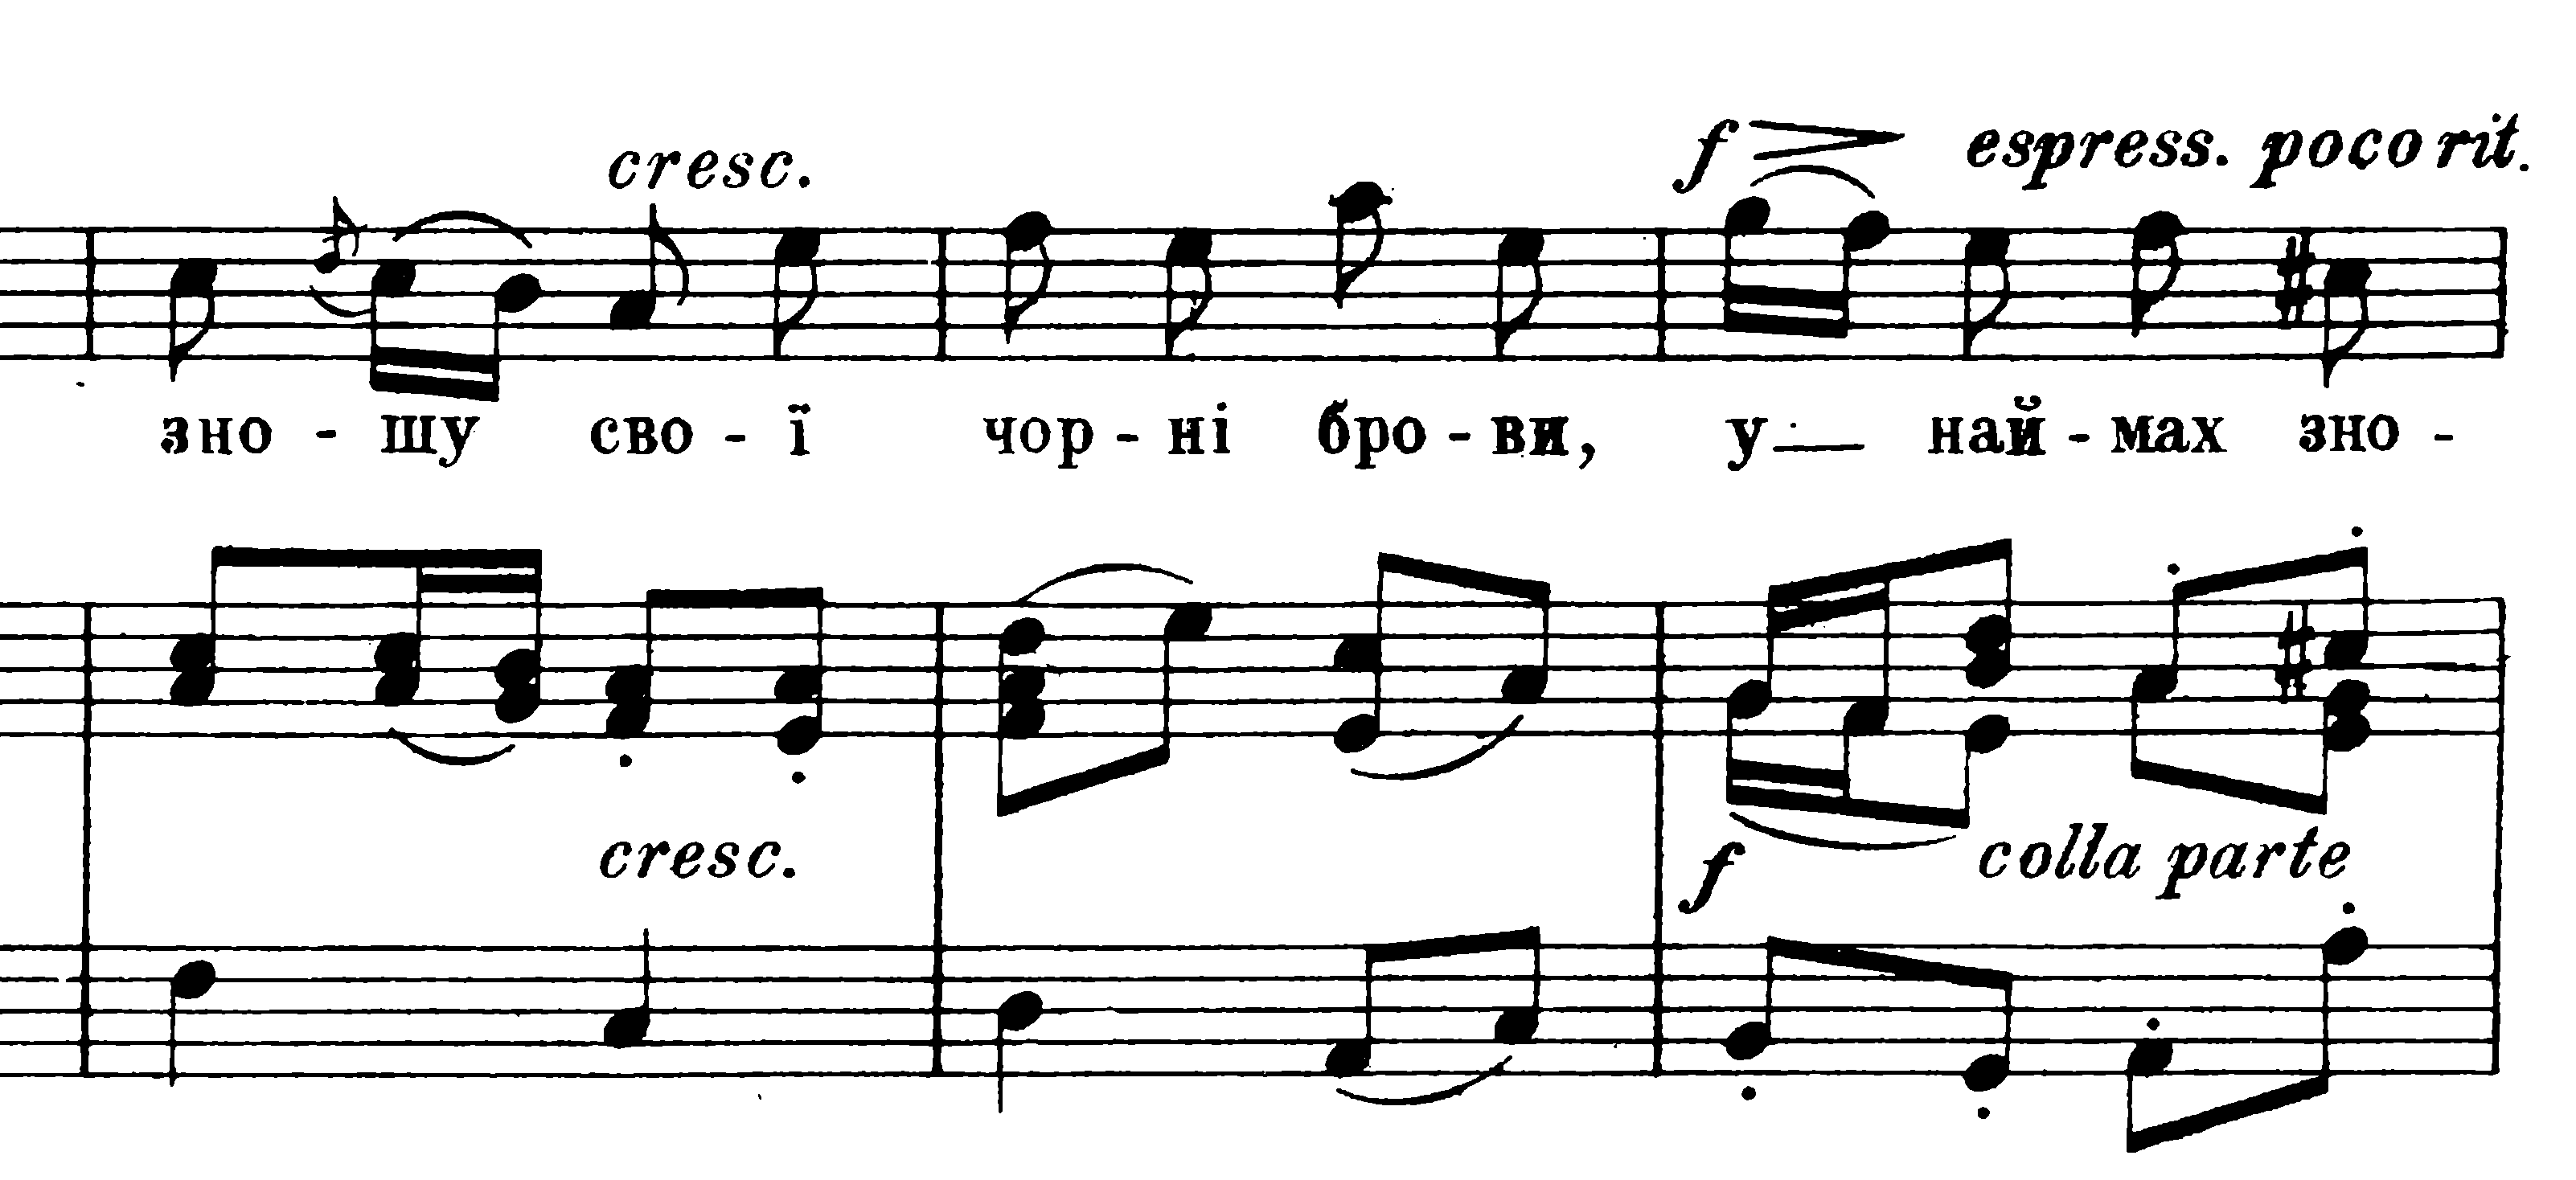 cresc. f espress. poco rit.
зно - шу сво - ї чор - ні бро - ви, у най - мах зно -
cresc. f colla parte